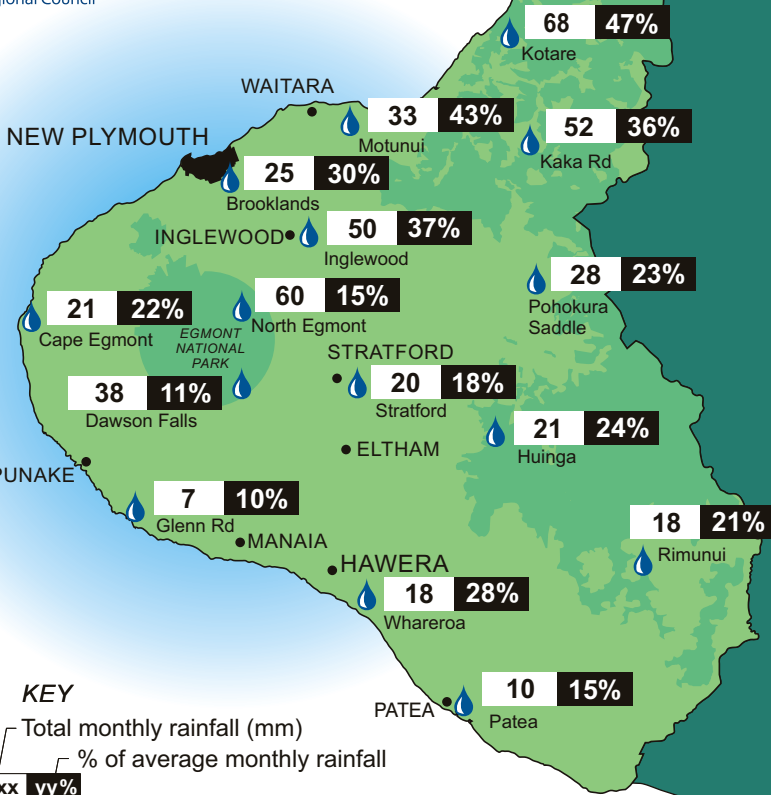 gional Council
68 47%
Kotare
WAITARA
33 43%
Motunui
52 36%
Kaka Rd
NEW PLYMOUTH
25 30%
Brooklands
INGLEWOOD
50 37%
Inglewood
28 23%
Pohokura
Saddle
21 22%
Cape Egmont
60 15%
North Egmont
EGMONT
NATIONAL
PARK
STRATFORD
38 11%
Dawson Falls
20 18%
Stratford
21 24%
Huinga
ELTHAM
PUNAKE
7 10%
Glenn Rd
MANAIA
18 21%
Rimunui
HAWERA
18 28%
Whareroa
10 15%
Patea
PATEA
KEY
Total monthly rainfall (mm)
% of average monthly rainfall
xx yy%